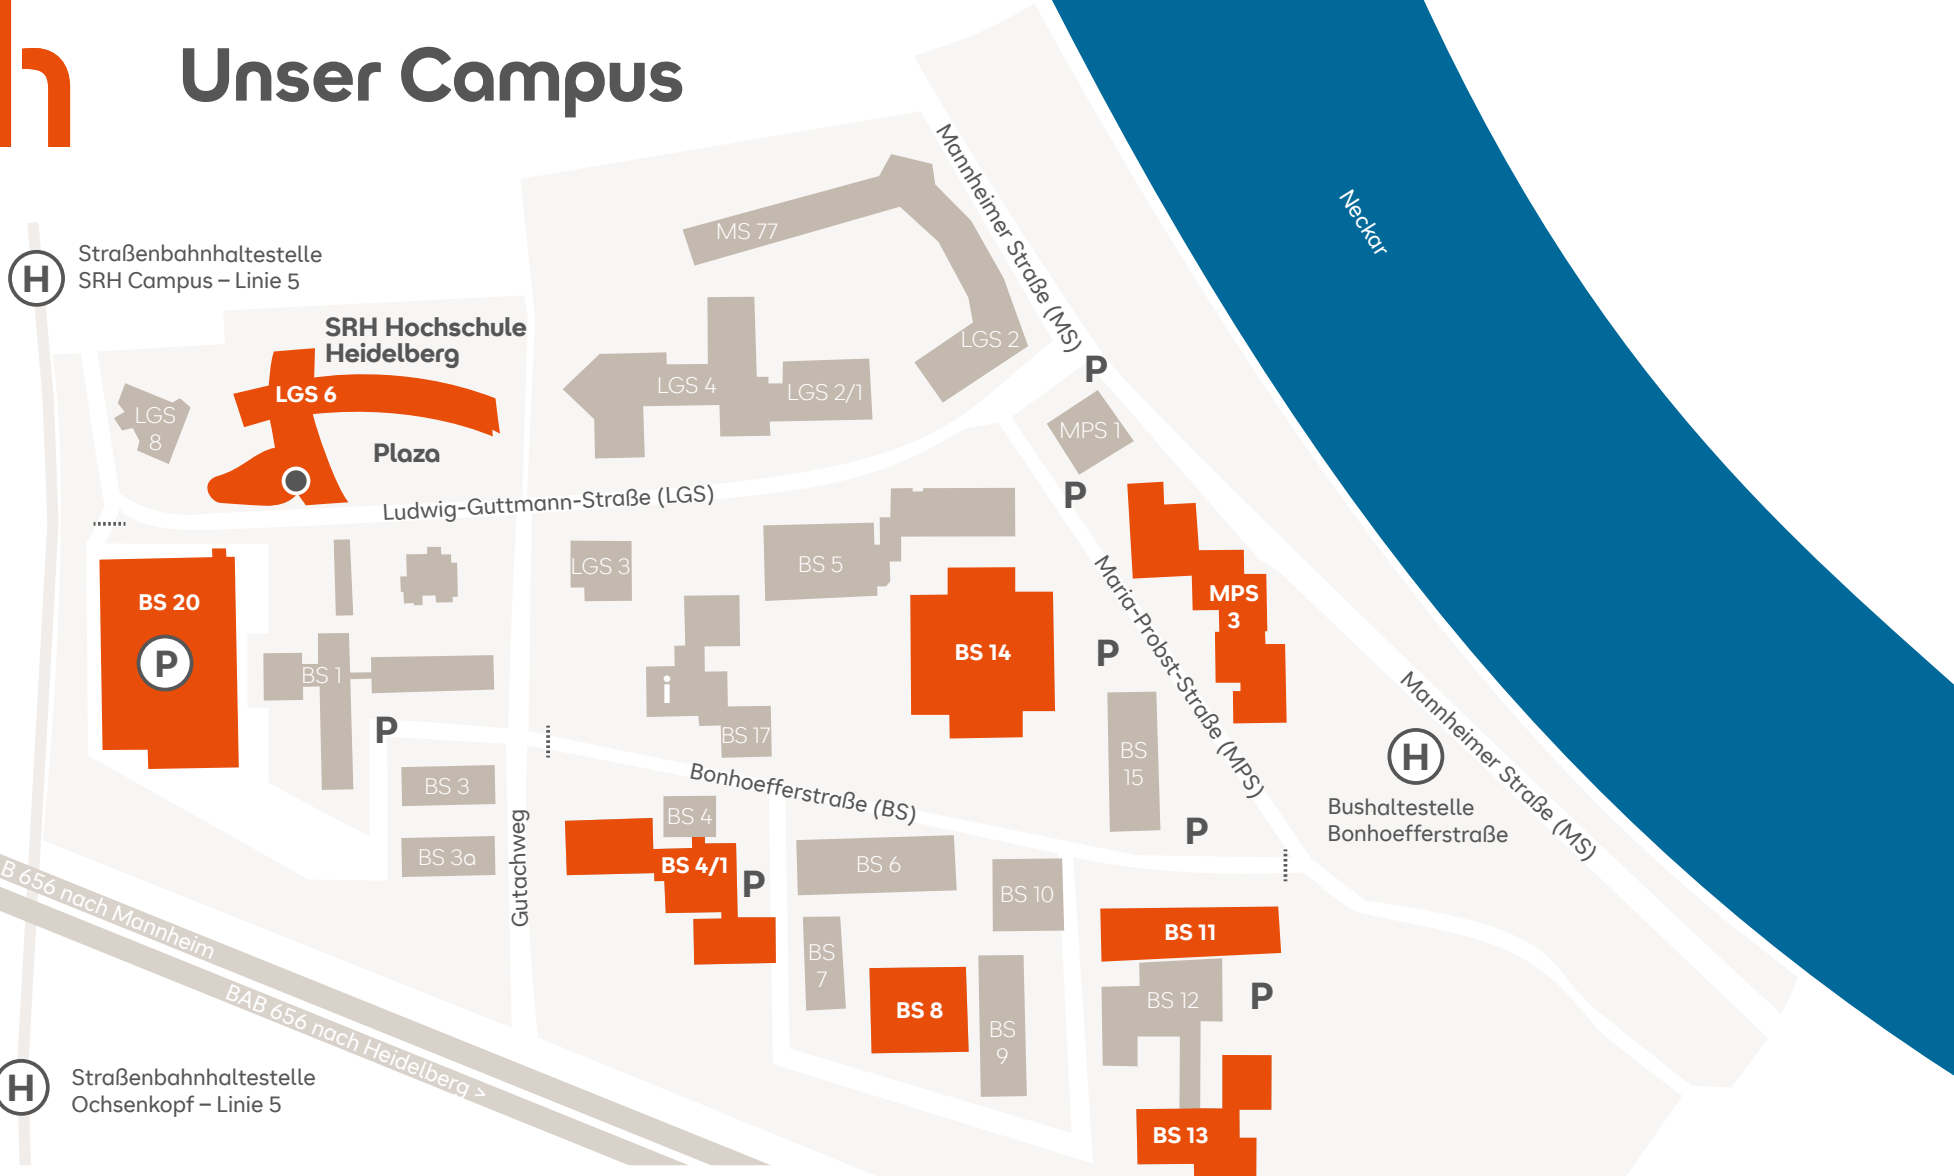 h
Unser Campus
Mannheimer Straße (MS)
Neckar
MS 77
Straßenbahnhaltestelle
SRH Campus – Linie 5
H
SRH Hochschule
Heidelberg
LGS 2
LGS 4
LGS 2/1
P
LGS 6
LGS
8
MPS 1
Plaza
P
Ludwig-Guttmann-Straße (LGS)
LGS 3
BS 5
Maria-Probst-Straße (MPS)
MPS
3
BS 20
P
BS 14
P
BS 1
i
BS 17
P
BS
15
Mannheimer Straße (MS)
H
Bushaltestelle
Bonhoefferstraße
Bonhoefferstraße (BS)
BS 3
BS 4
P
BS 3a
Gutachweg
BS 4/1
P
BS 6
BS 10
B 656 nach Mannheim
BS 11
BS
7
BS 8
BS
9
BS 12
P
BAB 656 nach Heidelberg >
H
Straßenbahnhaltestelle
Ochsenkopf – Linie 5
BS 13